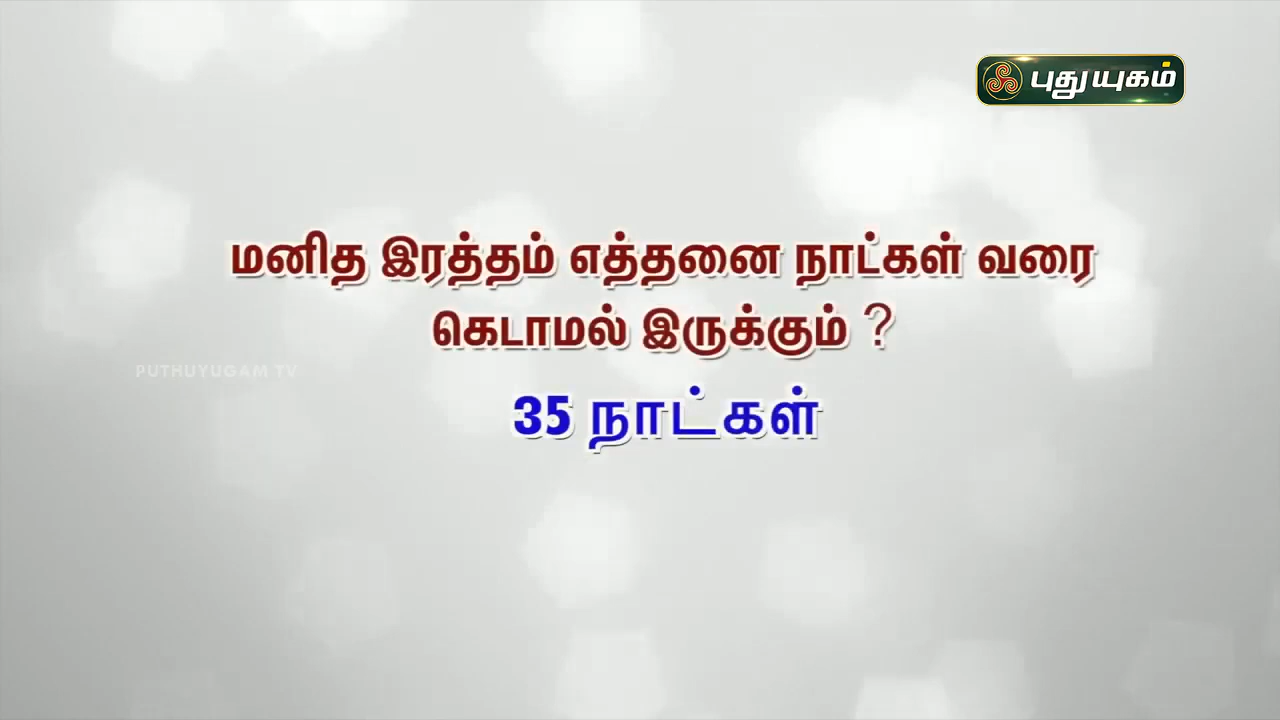 புதுயுகம்
மனித இரத்தம் எத்தனை நாட்கள் வரை
கெடாமல் இருக்கும் ?
PUTHUYUGAM TV
35 நாட்கள்